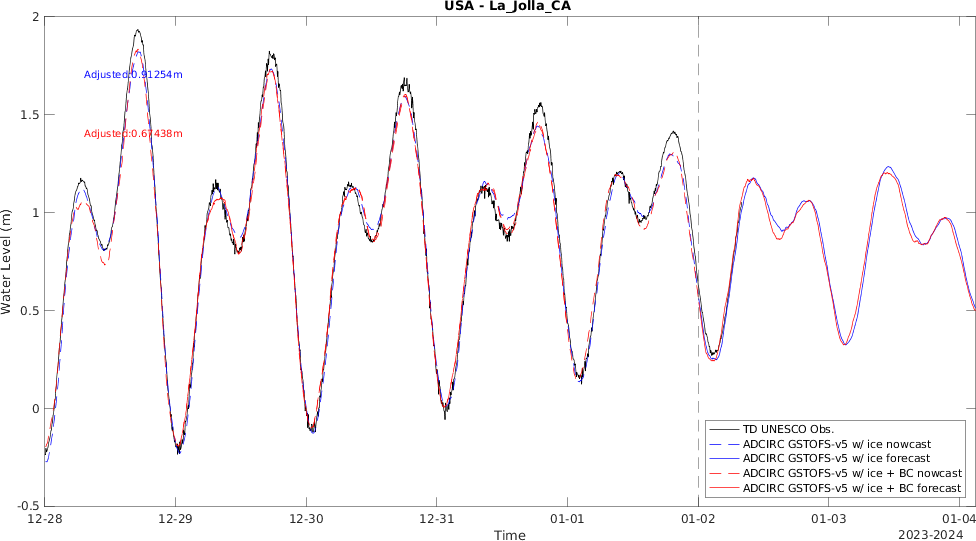 USA - La_Jolla_CA
2
1.5
1
0.5
0
-0.5
Water Level (m)
Adjusted:0.91254m
Adjusted:0.67438m
TD UNESCO Obs.
ADCIRC GSTOFS-v5 w/ ice nowcast
ADCIRC GSTOFS-v5 w/ ice forecast
ADCIRC GSTOFS-v5 w/ ice + BC nowcast
ADCIRC GSTOFS-v5 w/ ice + BC forecast
12-28 12-29 12-30 12-31 01-01 01-02 01-03 01-04
Time
2023-2024